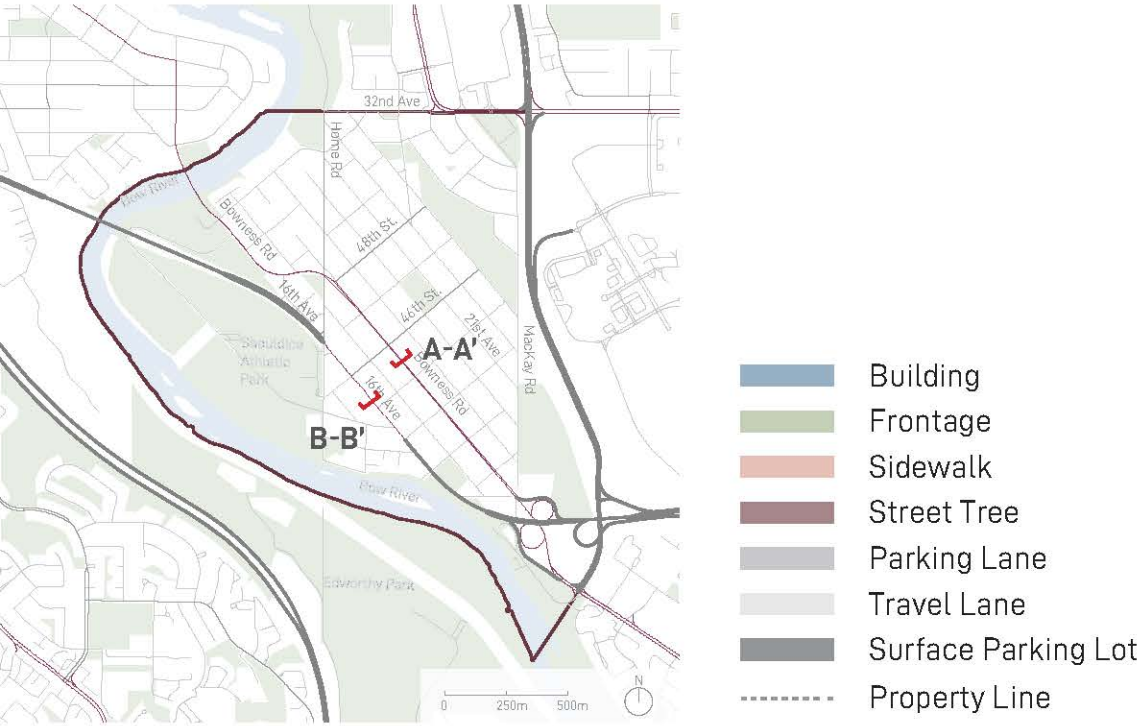 32nd Ave
Home Rd
Bow River
Bowness Rd
48th St.
16th Ave
46th St.
21st Ave
Shouldice
Athletic
Park
MacKay Rd
A-A'
Bowness Rd
16th Ave
B-B'
Bow River
Edworthy Park
N
0 250m 500m
Building
Frontage
Sidewalk
Street Tree
Parking Lane
Travel Lane
Surface Parking Lot
Property Line